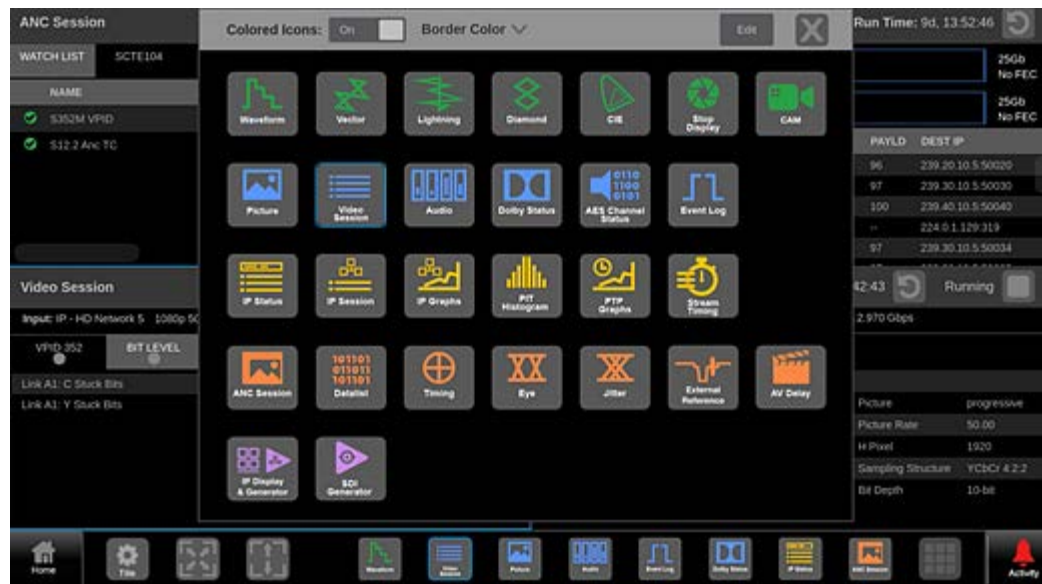 ANC Session
Colored Icons:
On
Border Color
Edit
X
Run Time: 9d, 13:52:46
WATCH LIST
SCTE104
25Gb
No FEC
NAME
25Gb
No FEC
S352M VPID
S12.2 Anc TC
Waveform
Vector
Lightning
Diamond
CIE
Stop
Display
CAM
PAYLD
DEST IP
96
239.20.10.5:50020
97
239.30.10.5:50030
100
239.40.10.5:50040
--
224.0.1.129:319
97
239.30.10.5:50034
Picture
Video
Session
Audio
Dolby Status
0110
1100
0101
AES Channel
Status
Event Log
Video Session
42:43
Running
IP Status
IP Session
IP Graphs
PIT
Histogram
PTP
Graphs
Stream
Timing
Input: IP - HD Network 5 1080p 50
2.970 Gbps
VPID 352
BIT LEVEL
Link A1: C Stuck Bits
Link A1: Y Stuck Bits
ANC Session
101101
011011
101101
Datalist
Timing
Eye
Jitter
External
Reference
AV Delay
Picture
progressive
Picture Rate
50.00
H Pixel
1920
Sampling Structure
YCbCr 4:2:2
Bit Depth
10-bit
IP Display
& Generator
SDI
Generator
Home
Tile
Waveform
Video
Session
Picture
Audio
Event Log
Dolby Status
IP Status
ANC Session
Activity